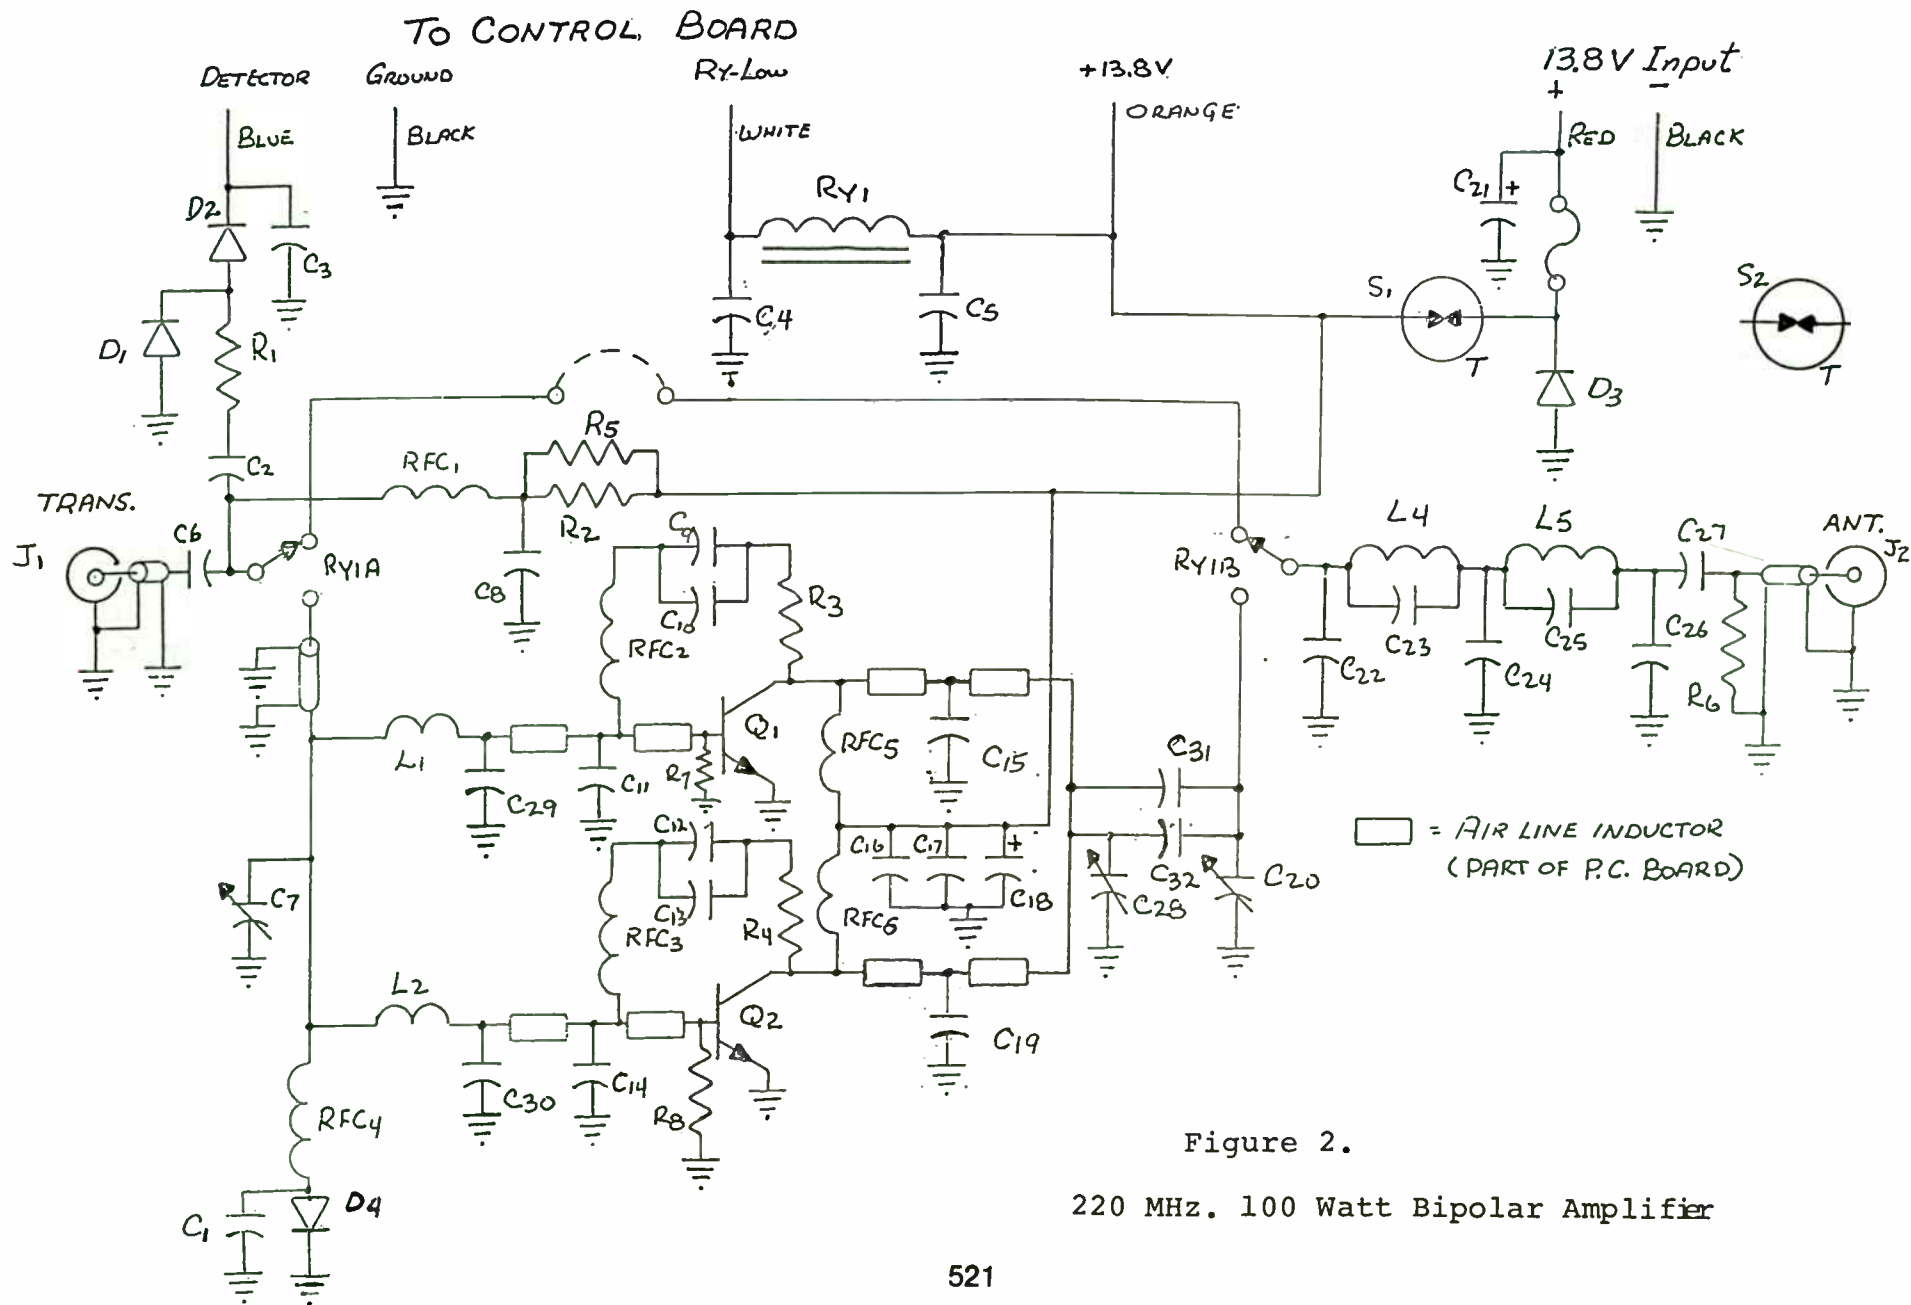 TO CONTROL BOARD
DETECTOR
GROUND
RY-LOW
+13.8V
13.8V Input
+
−
BLUE
BLACK
WHITE
ORANGE
RED
BLACK
D2
C3
RY1
C21
+
S1
T
S2
T
C4
C5
D1
R1
D3
C2
RFC1
R5
R2
TRANS.
J1
C6
RY1A
C8
C9
C10
R3
RFC2
RY1B
L4
L5
C27
ANT.
J2
C22
C23
C24
C25
C26
R6
L1
C29
C11
R7
Q1
RFC5
C15
C31
C7
C12
C13
RFC3
R4
C16
C17
+
C18
RFC6
C32
C28
C20
= AIR LINE INDUCTOR
(PART OF P.C. BOARD)
L2
C30
C14
R8
Q2
C19
RFC4
C1
D4
Figure 2.
220 MHz. 100 Watt Bipolar Amplifier
521